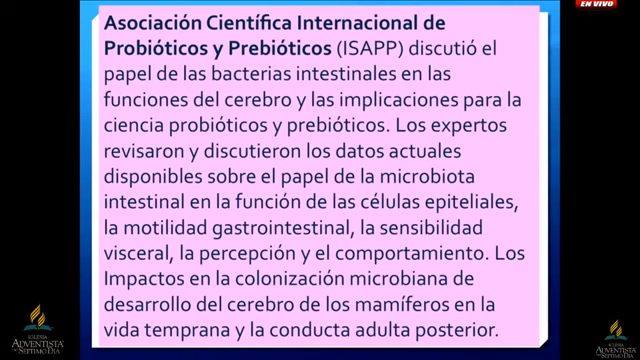 EN VIVO
Asociación Científica Internacional de
Probióticos y Prebióticos (ISAPP) discutió el
papel de las bacterias intestinales en las
funciones del cerebro y las implicaciones para la
ciencia probióticos y prebióticos. Los expertos
revisaron y discutieron los datos actuales
disponibles sobre el papel de la microbiota
intestinal en la función de las células epiteliales,
la motilidad gastrointestinal, la sensibilidad
visceral, la percepción y el comportamiento. Los
Impactos en la colonización microbiana de
desarrollo del cerebro de los mamíferos en la
vida temprana y la conducta adulta posterior.
IGLESIA
ADVENTISTA
DEL SÉPTIMO DÍA
IGLESIA
ADVENTISTA
DEL SÉPTIMO DÍA